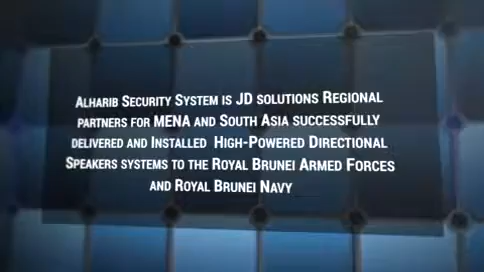 Alharib Security System is JD solutions Regional
partners for MENA and South Asia successfully
delivered and Installed High-Powered Directional
Speakers systems to the Royal Brunei Armed Forces
and Royal Brunei Navy